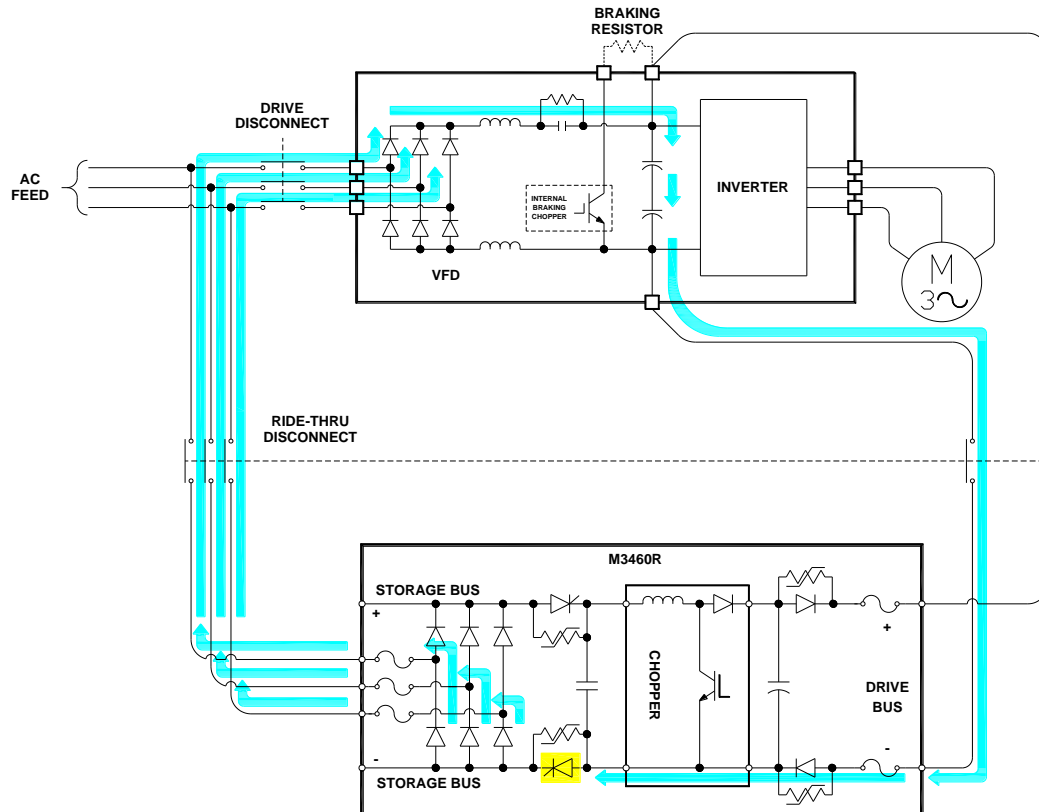 BRAKING
RESISTOR
DRIVE
DISCONNECT
AC
FEED
INTERNAL
BRAKING
CHOPPER
INVERTER
VFD
M
3
RIDE-THRU
DISCONNECT
M3460R
STORAGE BUS
+
+
CHOPPER
DRIVE
BUS
-
-
STORAGE BUS